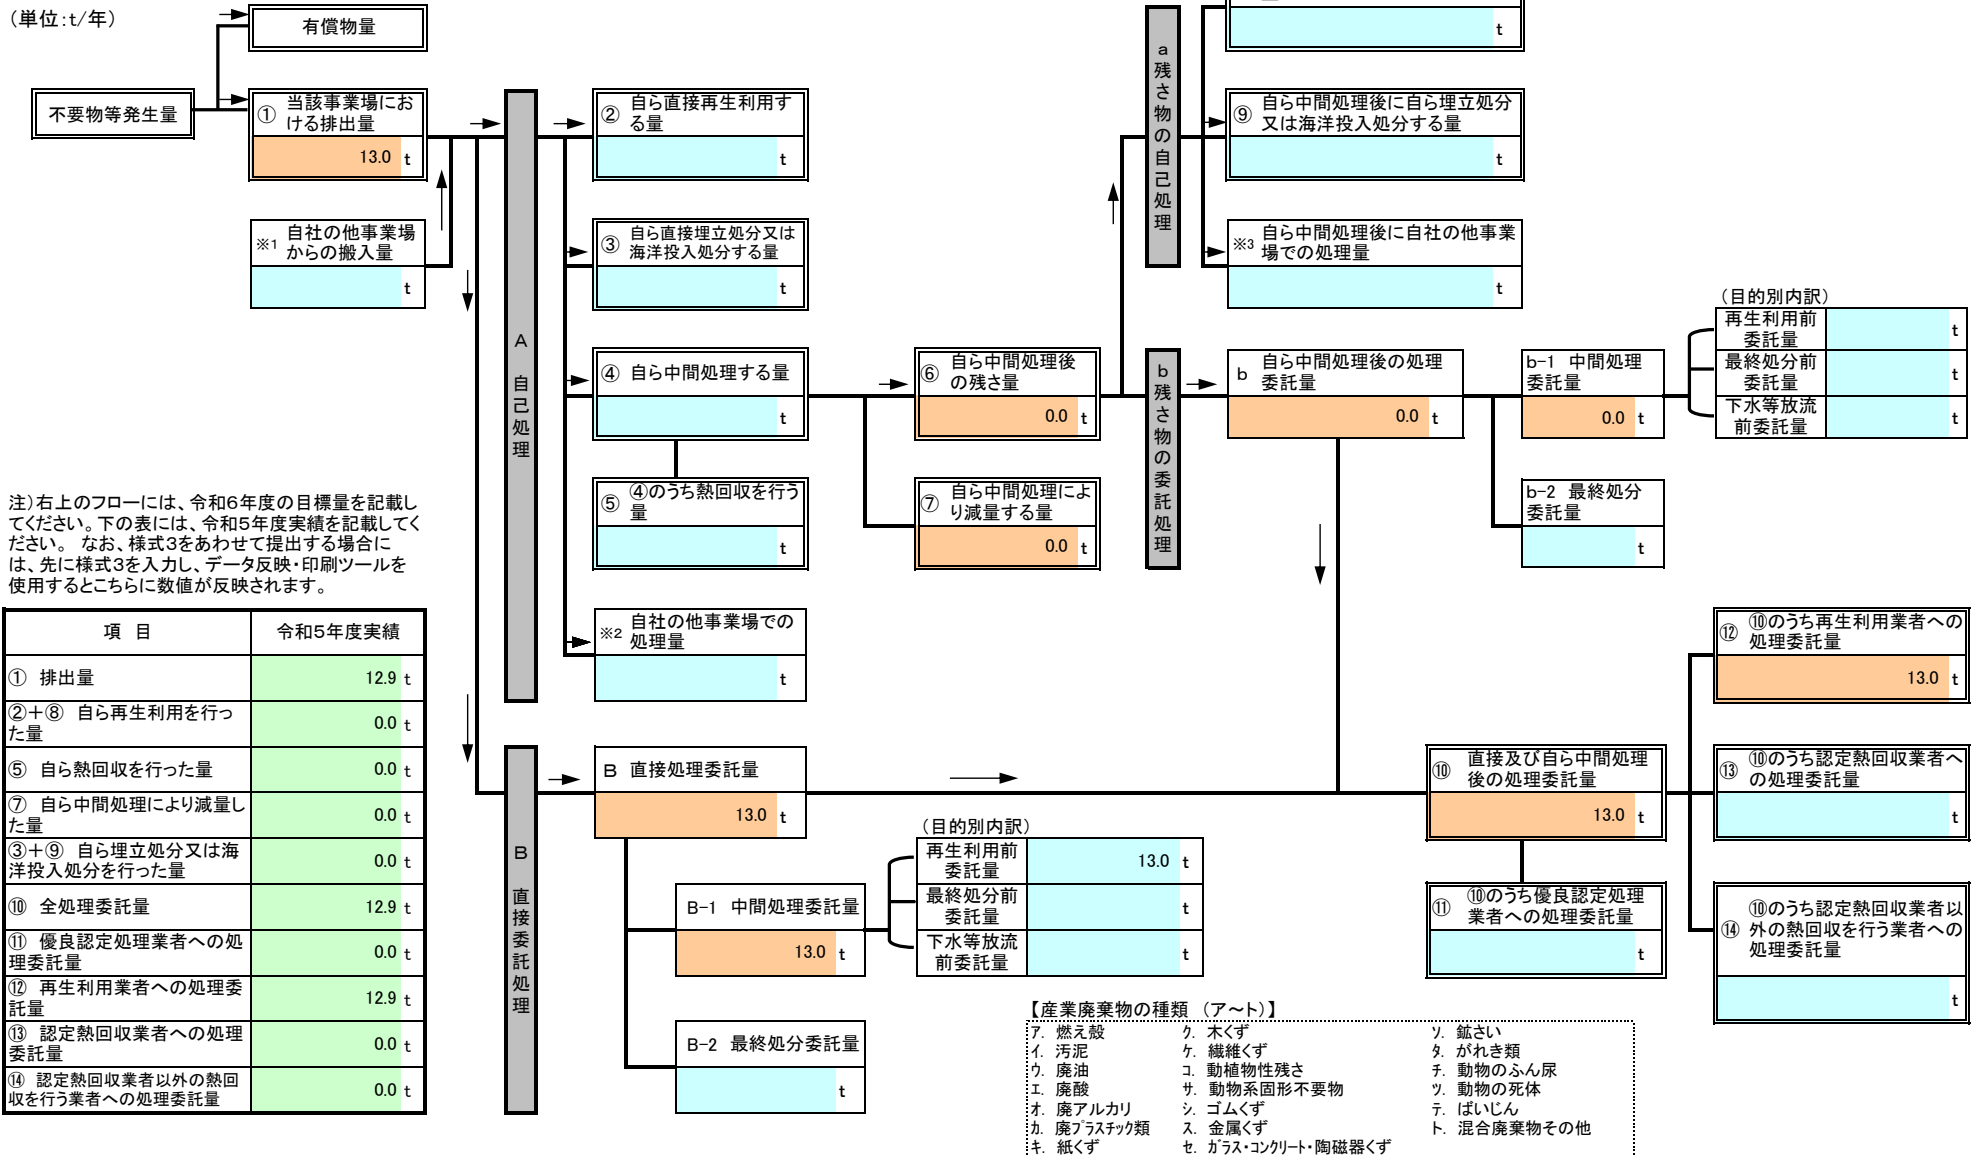 (単位:t/年)
有償物量
不要物等発生量
① 当該事業場にお
ける排出量
13.0 t
※1 自社の他事業場
からの搬入量
t
A 自己処理
② 自ら直接再生利用す
る量
t
③ 自ら直接埋立処分又は
海洋投入処分する量
t
④ 自ら中間処理する量
t
⑤ ④のうち熱回収を行う
量
t
※2 自社の他事業場での
処理量
t
⑥ 自ら中間処理後
の残さ量
0.0 t
⑦ 自ら中間処理によ
り減量する量
0.0 t
a 残さ物の自己処理
t
⑨ 自ら中間処理後に自ら埋立処分
又は海洋投入処分する量
t
※3 自ら中間処理後に自社の他事業
場での処理量
t
b 残さ物の委託処理
b 自ら中間処理後の処理
委託量
0.0 t
b-1 中間処理
委託量
0.0 t
(目的別内訳)
再生利用前
委託量
t
最終処分前
委託量
t
下水等放流
前委託量
t
b-2 最終処分
委託量
t
注)右上のフローには、令和6年度の目標量を記載し
てください。下の表には、令和5年度実績を記載してく
ださい。 なお、様式3をあわせて提出する場合に
は、先に様式3を入力し、データ反映・印刷ツールを
使用するとこちらに数値が反映されます。
項 目 令和5年度実績
① 排出量 12.9 t
②+⑧ 自ら再生利用を行っ
た量 0.0 t
⑤ 自ら熱回収を行った量 0.0 t
⑦ 自ら中間処理により減量し
た量 0.0 t
③+⑨ 自ら埋立処分又は海
洋投入処分を行った量 0.0 t
⑩ 全処理委託量 12.9 t
⑪ 優良認定処理業者への処
理委託量 0.0 t
⑫ 再生利用業者への処理委
託量 12.9 t
⑬ 認定熱回収業者への処理
委託量 0.0 t
⑭ 認定熱回収業者以外の熱回
収を行う業者への処理委託量 0.0 t
B 直接委託処理
B 直接処理委託量
13.0 t
B-1 中間処理委託量
13.0 t
(目的別内訳)
再生利用前
委託量
13.0 t
最終処分前
委託量
t
下水等放流
前委託量
t
B-2 最終処分委託量
t
⑩ 直接及び自ら中間処理
後の処理委託量
13.0 t
⑪ ⑩のうち優良認定処理
業者への処理委託量
t
⑫ ⑩のうち再生利用業者への
処理委託量
13.0 t
⑬ ⑩のうち認定熱回収業者へ
の処理委託量
t
⑭ ⑩のうち認定熱回収業者以
外の熱回収を行う業者への
処理委託量
t
【産業廃棄物の種類 (ア~ト)】
ア. 燃え殻 ク. 木くず ソ. 鉱さい
イ. 汚泥 ケ. 繊維くず タ. がれき類
ウ. 廃油 コ. 動植物性残さ チ. 動物のふん尿
エ. 廃酸 サ. 動物系固形不要物 ツ. 動物の死体
オ. 廃アルカリ シ. ゴムくず テ. ばいじん
カ. 廃プラスチック類 ス. 金属くず ト. 混合廃棄物その他
キ. 紙くず セ. ガラス・コンクリート・陶磁器くず